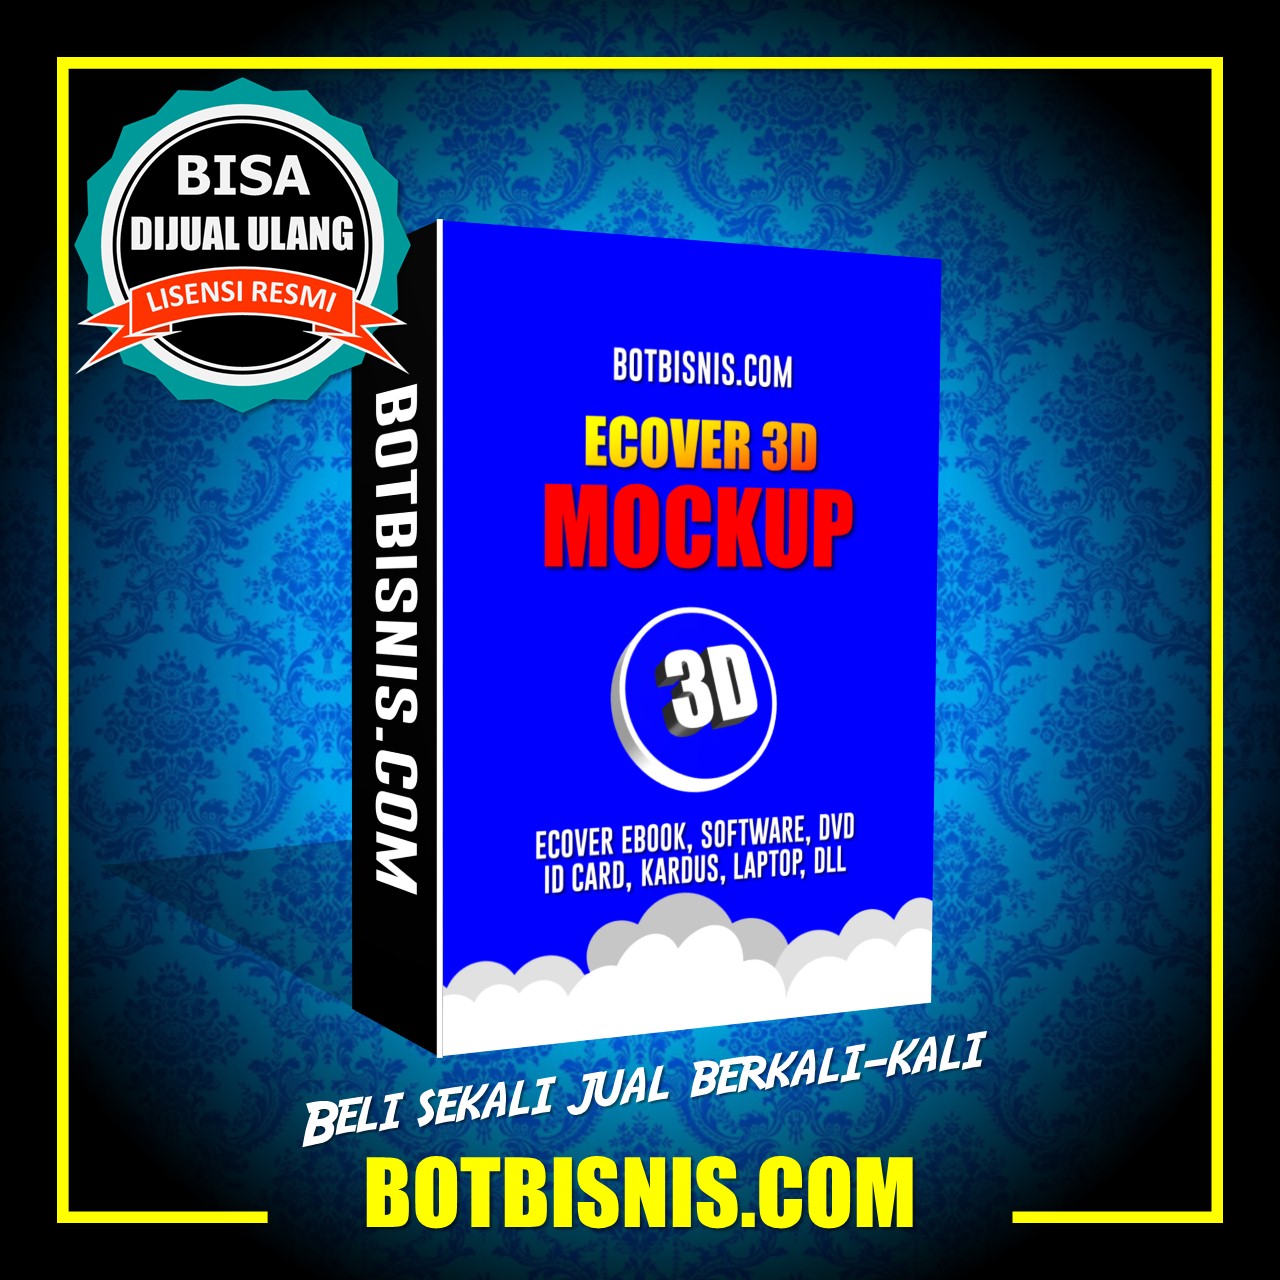 BISA
DIJUAL ULANG
LISENSI RESMI
BOTBISNIS.COM
BOTBISNIS.COM
ECOVER 3D
MOCKUP
3D
ECOVER EBOOK, SOFTWARE, DVD
ID CARD, KARDUS, LAPTOP, DLL
BELI SEKALI JUAL BERKALI-KALI
BOTBISNIS.COM